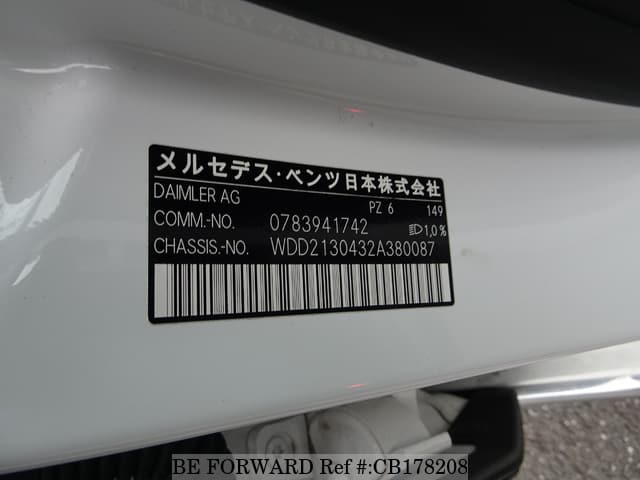 メルセデス・ベンツ日本株式会社
DAIMLER AG PZ 6 149
COMM.-NO. 0783941742 1,0%
CHASSIS.-NO. WDD2130432A380087
BE FORWARD Ref #:CB178208